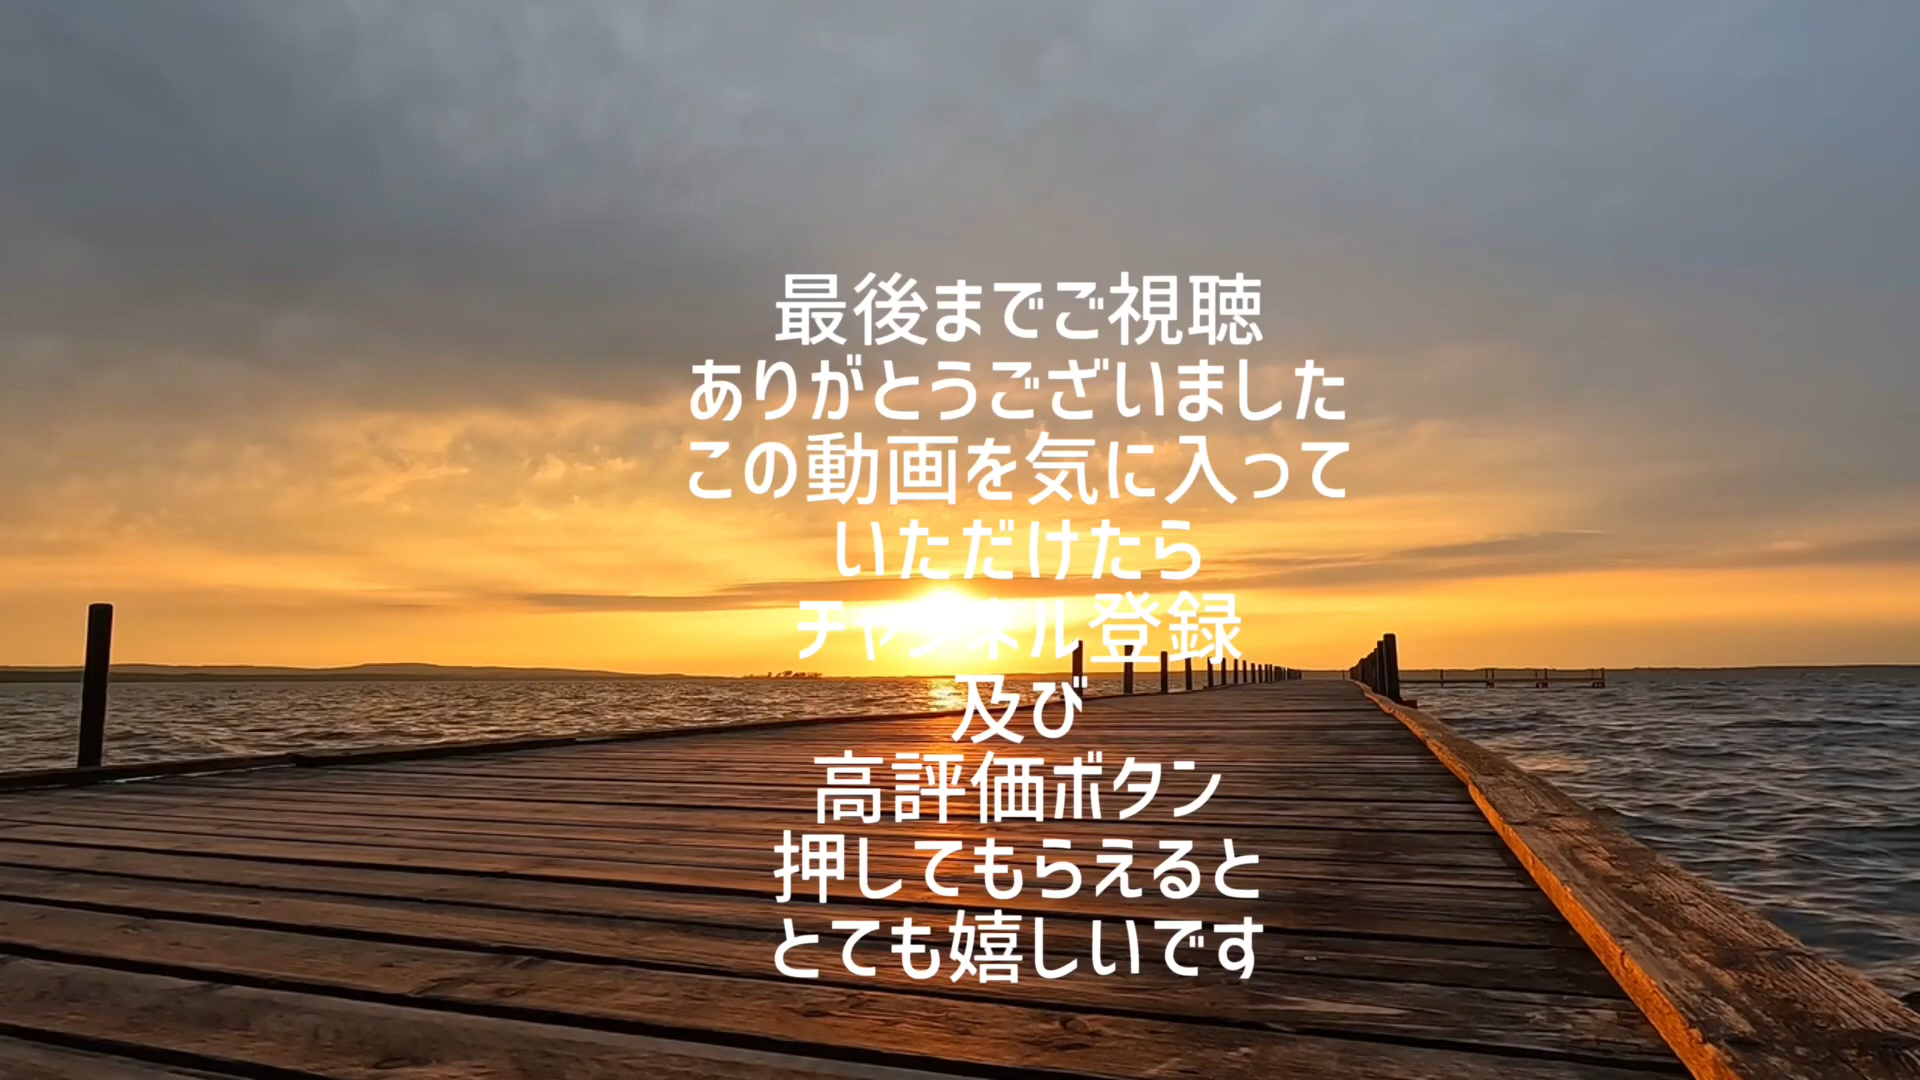 最後までご視聴
ありがとうございました
この動画を気に入って
いただけたら
チャンネル登録
及び
高評価ボタン
押してもらえると
とても嬉しいです